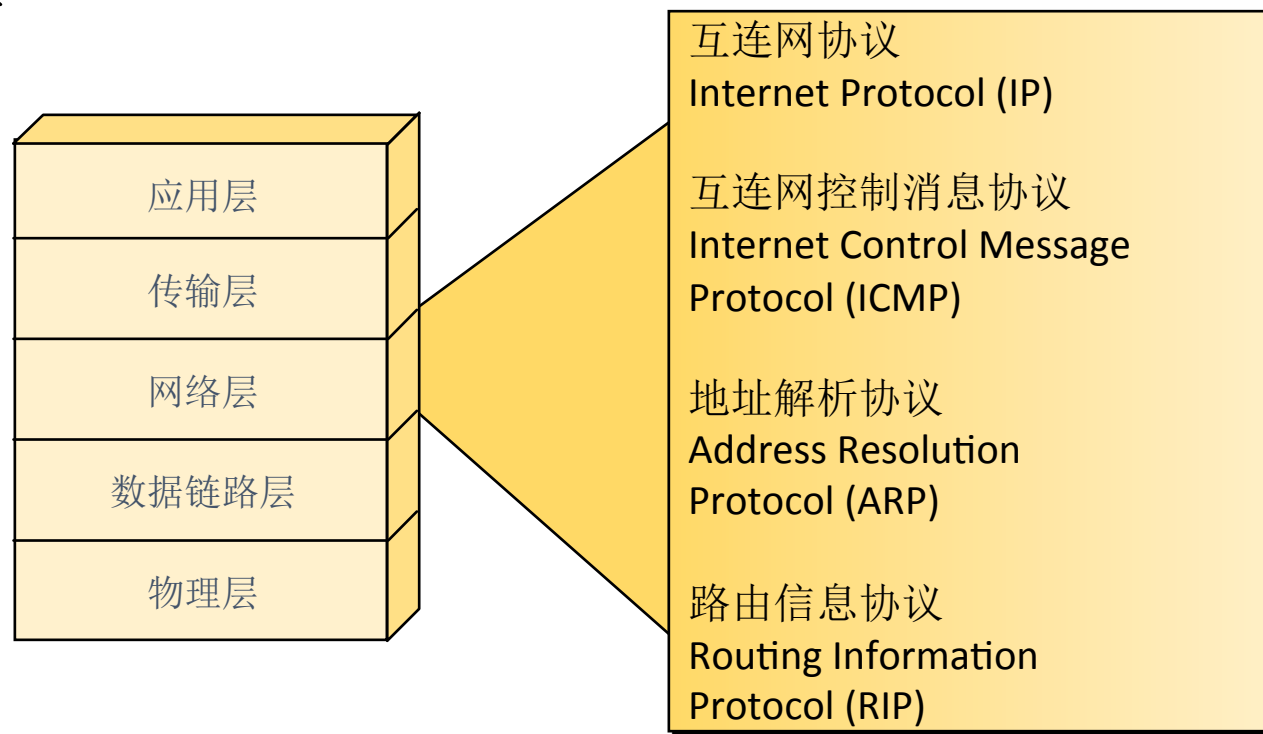 应用层
传输层
网络层
数据链路层
物理层
互连网协议
Internet Protocol (IP)
互连网控制消息协议
Internet Control Message
Protocol (ICMP)
地址解析协议
Address Resolution
Protocol (ARP)
路由信息协议
Routing Information
Protocol (RIP)